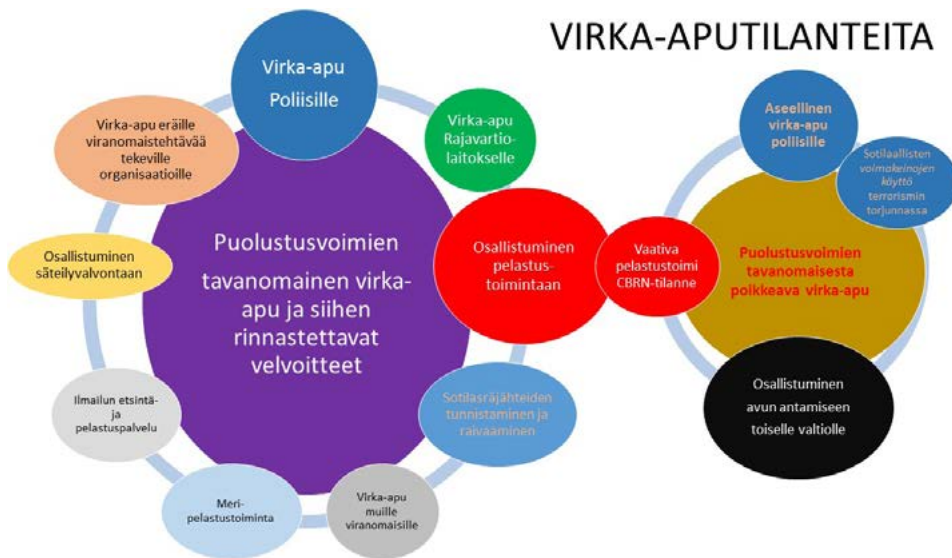 VIRKA-APUTILANTEITA
Virka-apu
Poliisille
Virka-apu
Rajavartio-
laitokselle
Osallistuminen
pelastus-
toimintaan
Sotilasräjähteiden
tunnistaminen ja
raivaaminen
Virka-apu
muille
viranomaisille
Meri-
pelastustoiminta
Ilmailun etsintä-
ja
pelastuspalvelu
Osallistuminen
säteilyvalvontaan
Virka-apu eräille
viranomaistehtävää
tekeville
organisaatioille
Puolustusvoimien
tavanomainen virka-
apu ja siihen
rinnastettavat
velvoitteet
Aseellinen
virka-apu
poliisille
Sotilaallisten
voimakeinojen
käyttö
terrorismin
torjunnassa
Vaativa
pelastustoimi
CBRN-tilanne
Puolustusvoimien
tavanomaisesta
poikkeava virka-apu
Osallistuminen
avun antamiseen
toiselle valtiolle